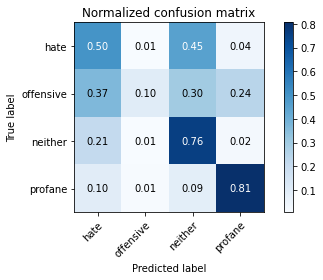 Normalized confusion matrix
True label
hate 0.50 0.01 0.45 0.04
offensive 0.37 0.10 0.30 0.24
neither 0.21 0.01 0.76 0.02
profane 0.10 0.01 0.09 0.81
hate offensive neither profane
Predicted label
0.8
0.7
0.6
0.5
0.4
0.3
0.2
0.1